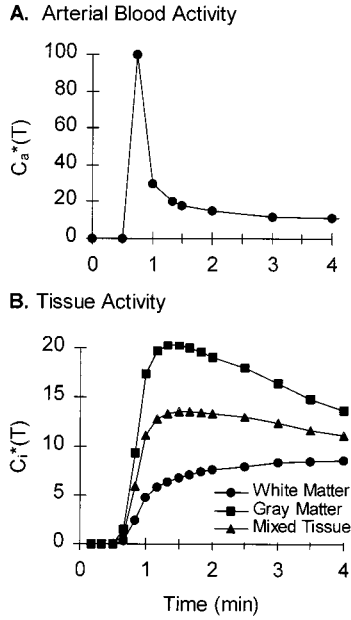 A. Arterial Blood Activity
100
80
60
40
20
0
Ca*(T)
0 1 2 3 4
B. Tissue Activity
20
15
10
5
0
Ci*(T)
White Matter
Gray Matter
Mixed Tissue
0 1 2 3 4
Time (min)